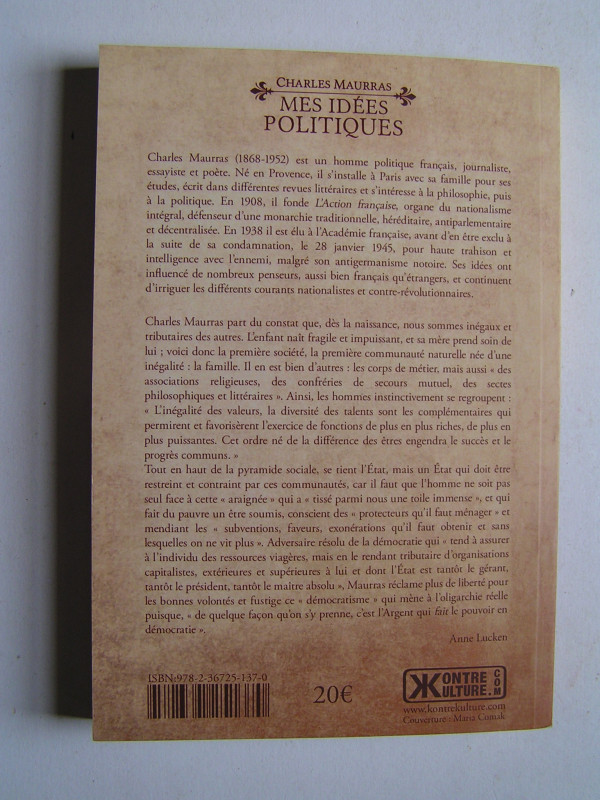 CHARLES MAURRAS
MES IDÉES
POLITIQUES
Charles Maurras (1868-1952) est un homme politique français, journaliste,
essayiste et poète. Né en Provence, il s'installe à Paris avec sa famille pour ses
études, écrit dans différentes revues littéraires et s'intéresse à la philosophie, puis
à la politique. En 1908, il fonde L'Action française, organe du nationalisme
intégral, défenseur d'une monarchie traditionnelle, héréditaire, antiparlementaire
et décentralisée. En 1938 il est élu à l'Académie française, avant d'en être exclu à
la suite de sa condamnation, le 28 janvier 1945, pour haute trahison et
intelligence avec l'ennemi, malgré son antigermanisme notoire. Ses idées ont
influencé de nombreux penseurs, aussi bien français qu'étrangers, et continuent
d'irriguer les différents courants nationalistes et contre-révolutionnaires.
Charles Maurras part du constat que, dès la naissance, nous sommes inégaux et
tributaires des autres. L'enfant naît fragile et impuissant, et sa mère prend soin de
lui ; voici donc la première société, la première communauté naturelle née d'une
inégalité : la famille. Il en est bien d'autres : les corps de métier, mais aussi « des
associations religieuses, des confréries de secours mutuel, des sectes
philosophiques et littéraires ». Ainsi, les hommes instinctivement se regroupent :
« L'inégalité des valeurs, la diversité des talents sont les complémentaires qui
permirent et favorisèrent l'exercice de fonctions de plus en plus riches, de plus en
plus puissantes. Cet ordre né de la différence des êtres engendra le succès et le
progrès communs. »
Tout en haut de la pyramide sociale, se tient l'État, mais un État qui doit être
restreint et contraint par ces communautés, car il faut que l'homme ne soit pas
seul face à cette « araignée » qui a « tissé parmi nous une toile immense », et qui
fait du pauvre un être soumis, conscient des « protecteurs qu'il faut ménager » et
mendiant les « subventions, faveurs, exonérations qu'il faut obtenir et sans
lesquelles on ne vit plus ». Adversaire résolu de la démocratie qui « tend à assurer
à l'individu des ressources viagères, mais en le rendant tributaire d'organisations
capitalistes, extérieures et supérieures à lui et dont l'État est tantôt le gérant,
tantôt le président, tantôt le maitre absolu », Maurras réclame plus de liberté pour
les bonnes volontés et fustige ce « démocratisme » qui mène à l'oligarchie réelle
puisque, « de quelque façon qu'on s'y prenne, c'est l'Argent qui fait le pouvoir en
démocratie ».
Anne Lucken
ISBN:978-2-36725-137-0
20€
KONTRE
KULTURE.COM
www.kontrekulture.com
Couverture : Maria